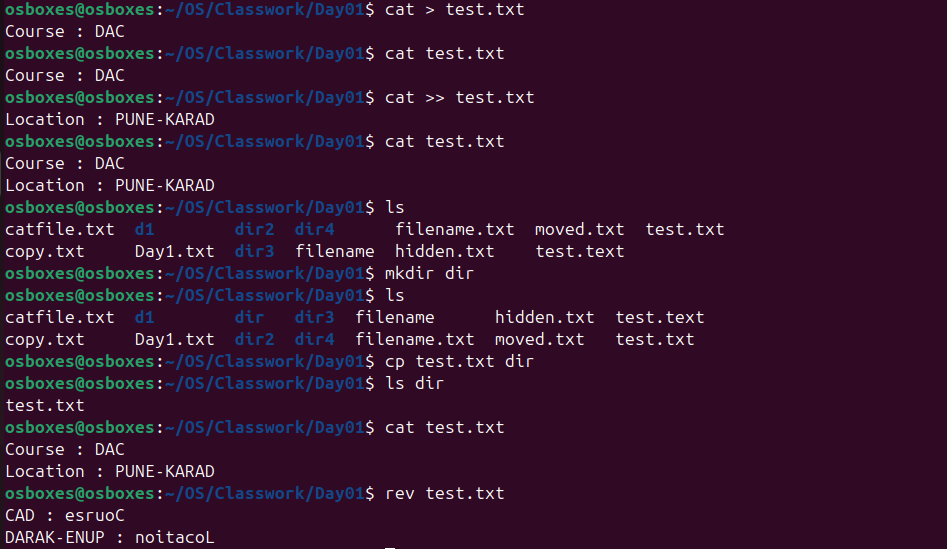 osboxes@osboxes:~/OS/Classwork/Day01$ cat > test.txt
Course : DAC
osboxes@osboxes:~/OS/Classwork/Day01$ cat test.txt
Course : DAC
osboxes@osboxes:~/OS/Classwork/Day01$ cat >> test.txt
Location : PUNE-KARAD
osboxes@osboxes:~/OS/Classwork/Day01$ cat test.txt
Course : DAC
Location : PUNE-KARAD
osboxes@osboxes:~/OS/Classwork/Day01$ ls
catfile.txt  d1        dir2  dir4      filename.txt  moved.txt  test.txt
copy.txt     Day1.txt  dir3  filename  hidden.txt    test.text
osboxes@osboxes:~/OS/Classwork/Day01$ mkdir dir
osboxes@osboxes:~/OS/Classwork/Day01$ ls
catfile.txt  d1        dir   dir3  filename      hidden.txt  test.text
copy.txt     Day1.txt  dir2  dir4  filename.txt  moved.txt   test.txt
osboxes@osboxes:~/OS/Classwork/Day01$ cp test.txt dir
osboxes@osboxes:~/OS/Classwork/Day01$ ls dir
test.txt
osboxes@osboxes:~/OS/Classwork/Day01$ cat test.txt
Course : DAC
Location : PUNE-KARAD
osboxes@osboxes:~/OS/Classwork/Day01$ rev test.txt
CAD : esruoC
DARAK-ENUP : noitacoL